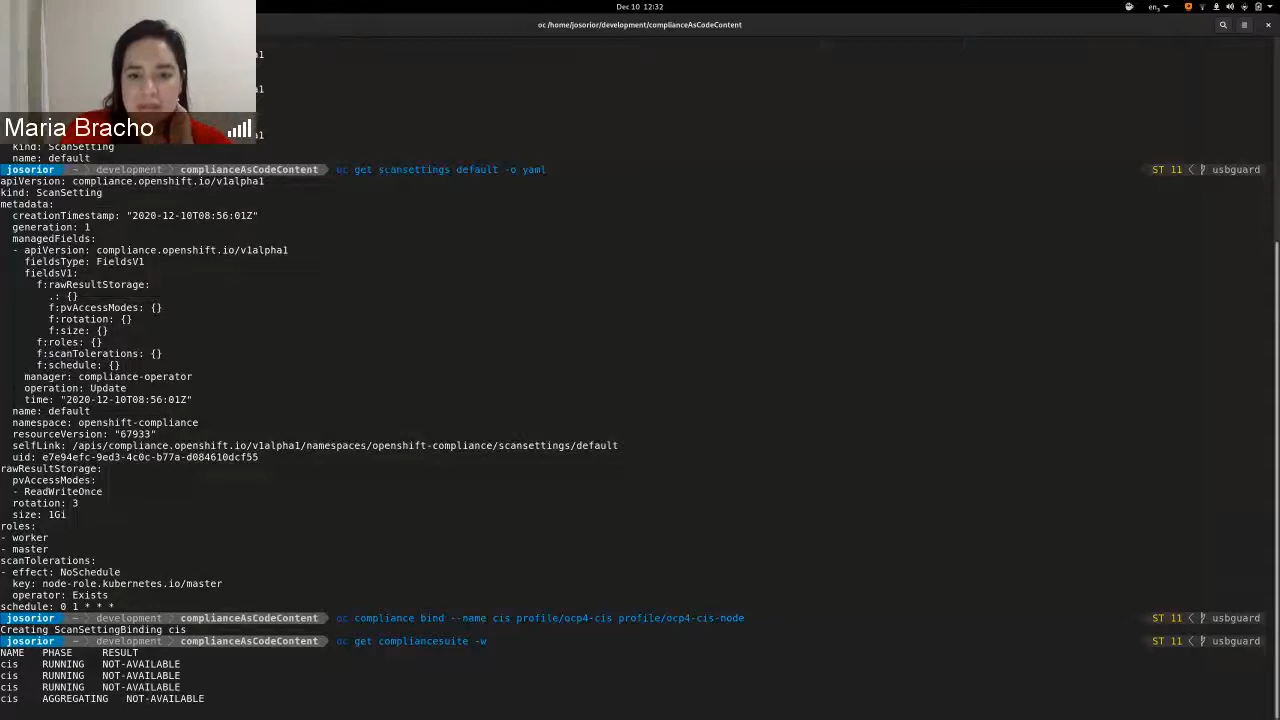 Dec 10 12:32
en,
oc /home/josorior/development/complianceAsCodeContent
Maria Bracho
kind: ScanSetting
name: default
josorior ~ development complianceAsCodeContent oc get scansettings default -o yaml ST 11 usbguard
apiVersion: compliance.openshift.io/v1alpha1
kind: ScanSetting
metadata:
creationTimestamp: "2020-12-10T08:56:01Z"
generation: 1
managedFields:
- apiVersion: compliance.openshift.io/v1alpha1
fieldsType: FieldsV1
fieldsV1:
f:rawResultStorage:
.: {}
f:pvAccessModes: {}
f:rotation: {}
f:size: {}
f:roles: {}
f:scanTolerations: {}
f:schedule: {}
manager: compliance-operator
operation: Update
time: "2020-12-10T08:56:01Z"
name: default
namespace: openshift-compliance
resourceVersion: "67933"
selfLink: /apis/compliance.openshift.io/v1alpha1/namespaces/openshift-compliance/scansettings/default
uid: e7e94efc-9ed3-4c0c-b77a-d084610dcf55
rawResultStorage:
pvAccessModes:
- ReadWriteOnce
rotation: 3
size: 1Gi
roles:
- worker
- master
scanTolerations:
- effect: NoSchedule
key: node-role.kubernetes.io/master
operator: Exists
schedule: 0 1 * * *
josorior ~ development complianceAsCodeContent oc compliance bind --name cis profile/ocp4-cis profile/ocp4-cis-node ST 11 usbguard
Creating ScanSettingBinding cis
josorior ~ development complianceAsCodeContent oc get compliancesuite -w ST 11 usbguard
NAME PHASE RESULT
cis RUNNING NOT-AVAILABLE
cis RUNNING NOT-AVAILABLE
cis RUNNING NOT-AVAILABLE
cis AGGREGATING NOT-AVAILABLE